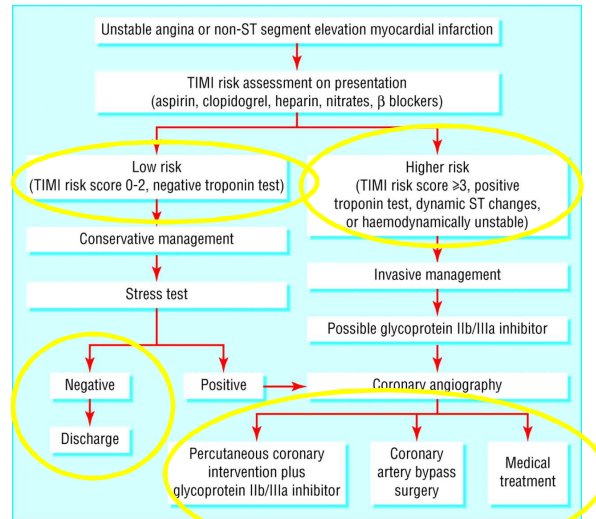 Unstable angina or non-ST segment elevation myocardial infarction
TIMI risk assessment on presentation
(aspirin, clopidogrel, heparin, nitrates, β blockers)
Low risk
(TIMI risk score 0-2, negative troponin test)
Higher risk
(TIMI risk score ≥3, positive
troponin test, dynamic ST changes,
or haemodynamically unstable)
Conservative management
Invasive management
Stress test
Possible glycoprotein IIb/IIIa inhibitor
Negative
Positive
Coronary angiography
Discharge
Percutaneous coronary
intervention plus
glycoprotein IIb/IIIa inhibitor
Coronary
artery bypass
surgery
Medical
treatment